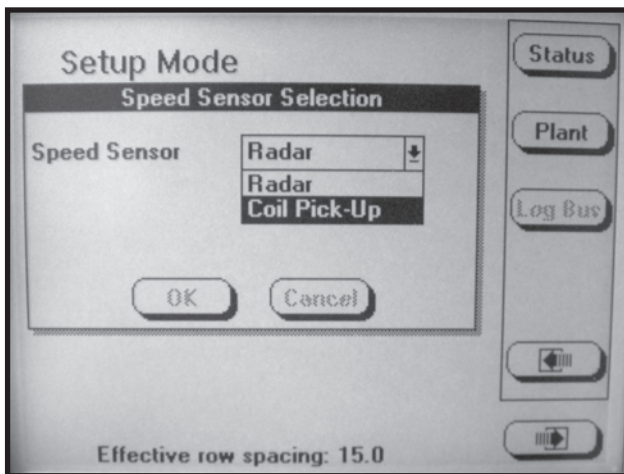 Setup Mode
Speed Sensor Selection
Speed Sensor
Radar
Radar
Coil Pick-Up
OK
Cancel
Effective row spacing: 15.0
Status
Plant
Log Bus